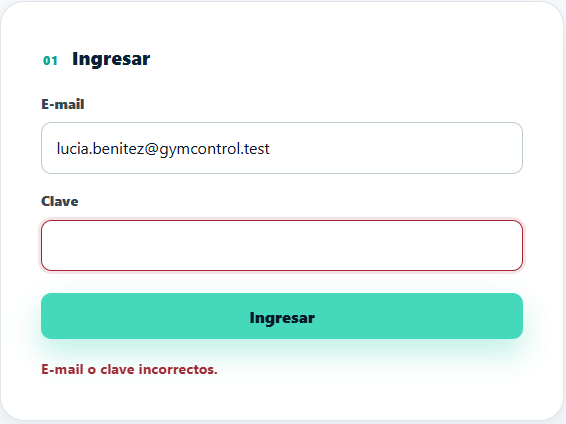 01 Ingresar
E-mail
lucia.benitez@gymcontrol.test
Clave
Ingresar
E-mail o clave incorrectos.